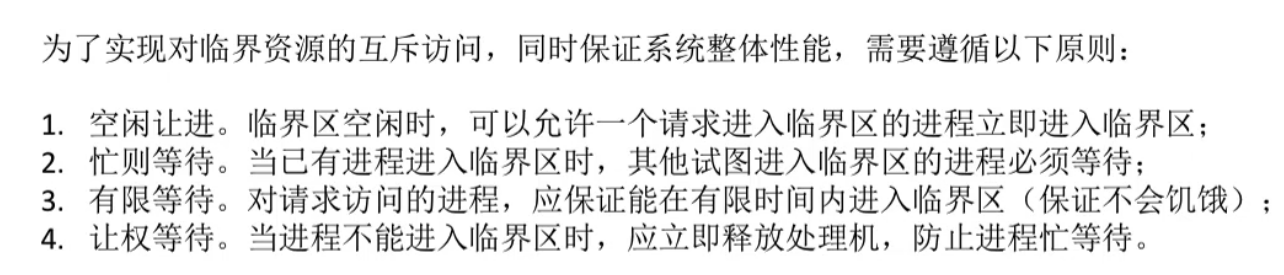 为了实现对临界资源的互斥访问，同时保证系统整体性能，需要遵循以下原则：
1. 空闲让进。临界区空闲时，可以允许一个请求进入临界区的进程立即进入临界区；
2. 忙则等待。当已有进程进入临界区时，其他试图进入临界区的进程必须等待；
3. 有限等待。对请求访问的进程，应保证能在有限时间内进入临界区（保证不会饥饿）；
4. 让权等待。当进程不能进入临界区时，应立即释放处理机，防止进程忙等待。